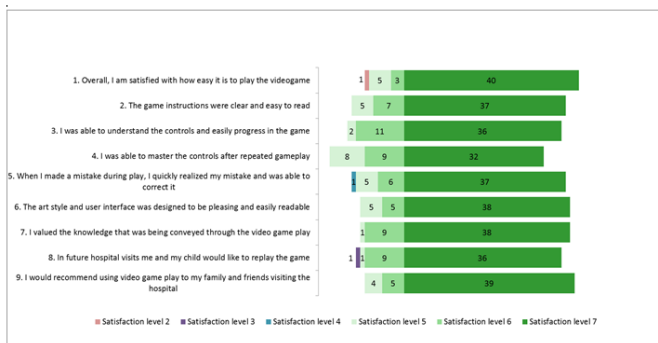 1. Overall, I am satisfied with how easy it is to play the videogame
1 5 3 40
2. The game instructions were clear and easy to read
5 7 37
3. I was able to understand the controls and easily progress in the game
2 11 36
4. I was able to master the controls after repeated gameplay
8 9 32
5. When I made a mistake during play, I quickly realized my mistake and was able to
correct it
1 5 6 37
6. The art style and user interface was designed to be pleasing and easily readable
5 5 38
7. I valued the knowledge that was being conveyed through the video game play
1 9 38
8. In future hospital visits me and my child would like to replay the game
1 1 9 36
9. I would recommend using video game play to my family and friends visiting the
hospital
4 5 39
Satisfaction level 2 Satisfaction level 3 Satisfaction level 4 Satisfaction level 5 Satisfaction level 6 Satisfaction level 7